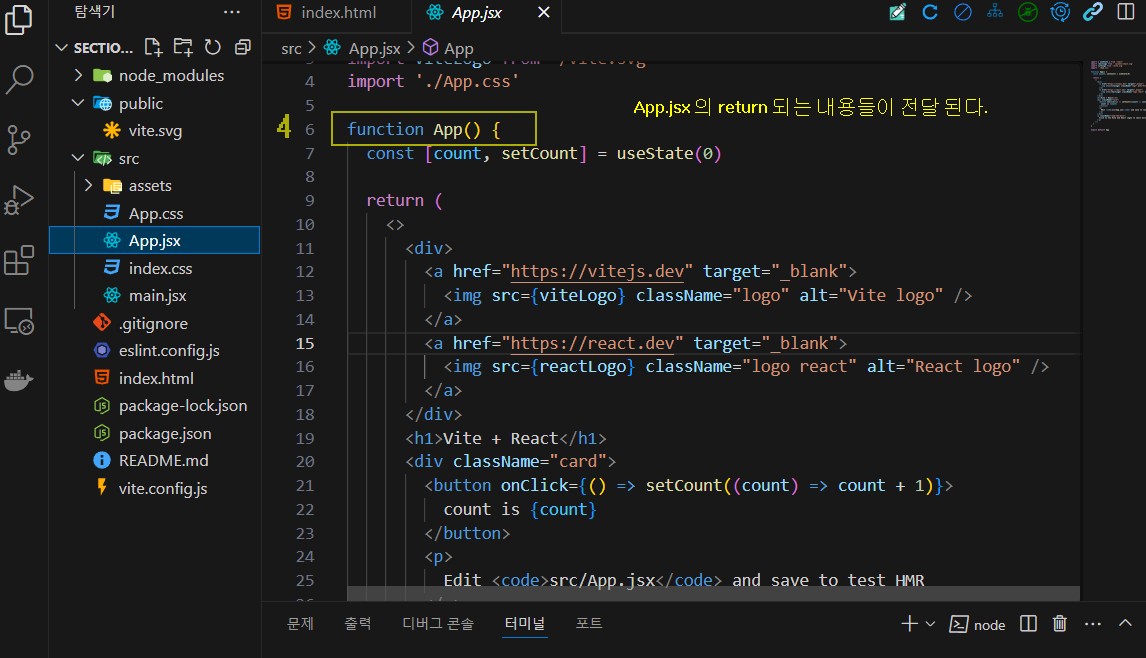 탐색기
···
index.html
App.jsx
SECTIO...
src > App.jsx > App
node_modules
public
vite.svg
src
assets
App.css
App.jsx
index.css
main.jsx
.gitignore
eslint.config.js
index.html
package-lock.json
package.json
README.md
vite.config.js
4 import './App.css'
5
App.jsx 의 return 되는 내용들이 전달 된다.
4
6 function App() {
7 const [count, setCount] = useState(0)
8
9 return (
10 <>
11 <div>
12 <a href="https://vitejs.dev" target="_blank">
13 <img src={viteLogo} className="logo" alt="Vite logo" />
14 </a>
15 <a href="https://react.dev" target="_blank">
16 <img src={reactLogo} className="logo react" alt="React logo" />
17 </a>
18 </div>
19 <h1>Vite + React</h1>
20 <div className="card">
21 <button onClick={() => setCount((count) => count + 1)}>
22 count is {count}
23 </button>
24 <p>
25 Edit <code>src/App.jsx</code> and save to test HMR
문제 출력 디버그 콘솔 터미널 포트
node
···